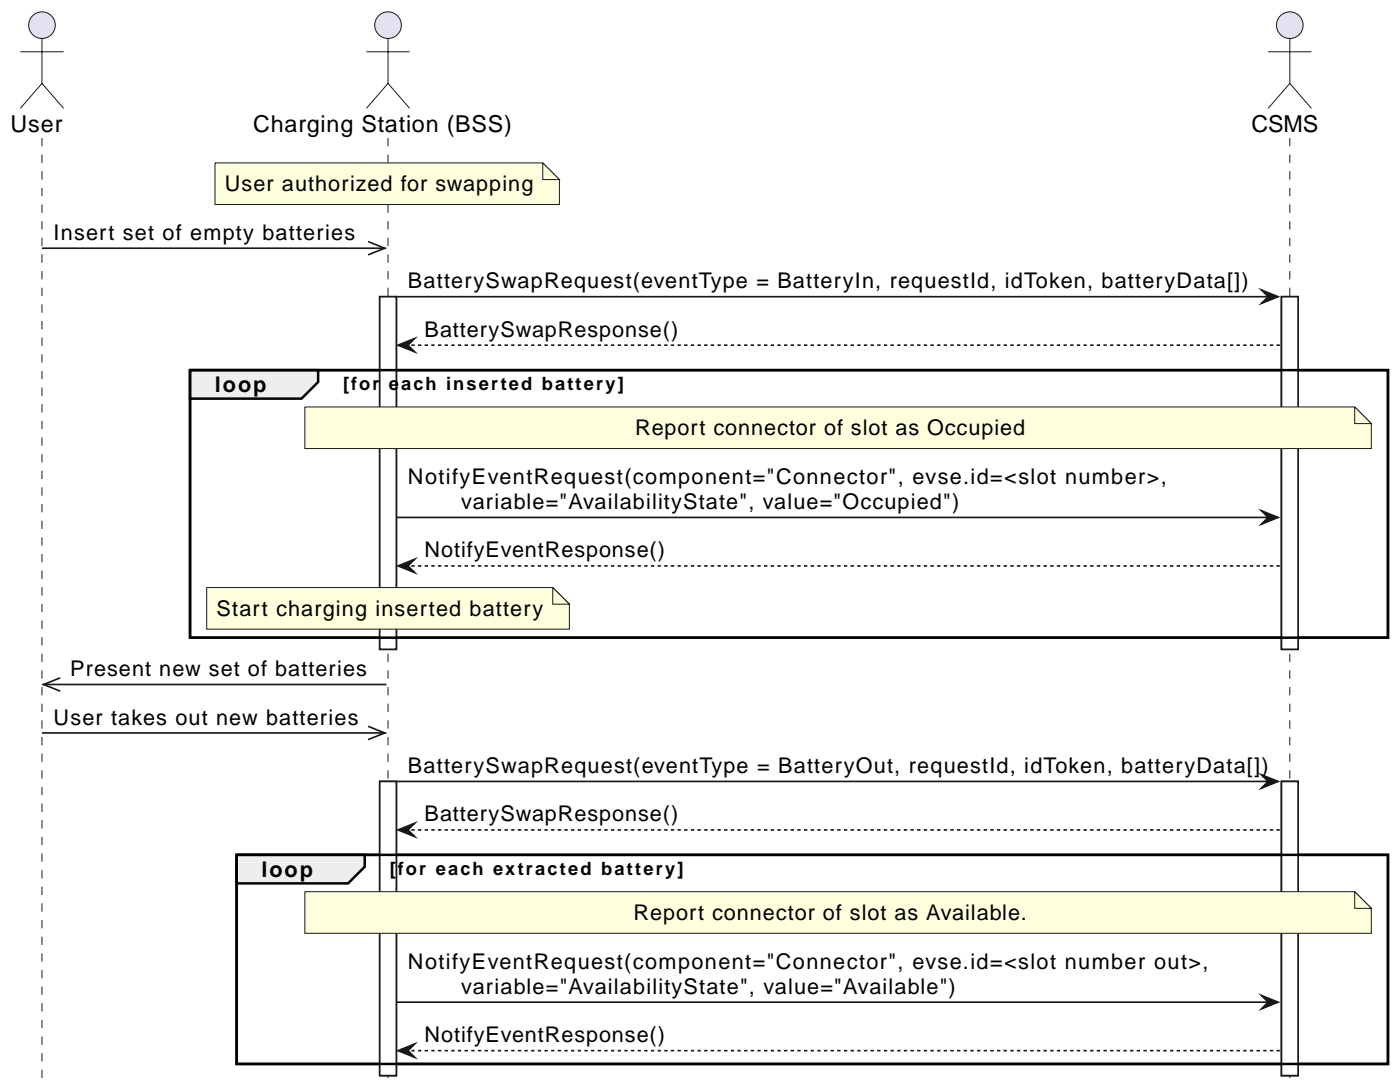 User
Charging Station (BSS)
CSMS
User authorized for swapping
Insert set of empty batteries
BatterySwapRequest(eventType = BatteryIn, requestId, idToken, batteryData[])
BatterySwapResponse()
loop [for each inserted battery]
Report connector of slot as Occupied
NotifyEventRequest(component="Connector", evse.id=<slot number>,
variable="AvailabilityState", value="Occupied")
NotifyEventResponse()
Start charging inserted battery
Present new set of batteries
User takes out new batteries
BatterySwapRequest(eventType = BatteryOut, requestId, idToken, batteryData[])
BatterySwapResponse()
loop [for each extracted battery]
Report connector of slot as Available.
NotifyEventRequest(component="Connector", evse.id=<slot number out>,
variable="AvailabilityState", value="Available")
NotifyEventResponse()